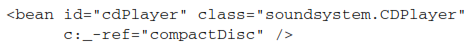 <bean id="cdPlayer" class="soundsystem.CDPlayer"
c:_-ref="compactDisc" />